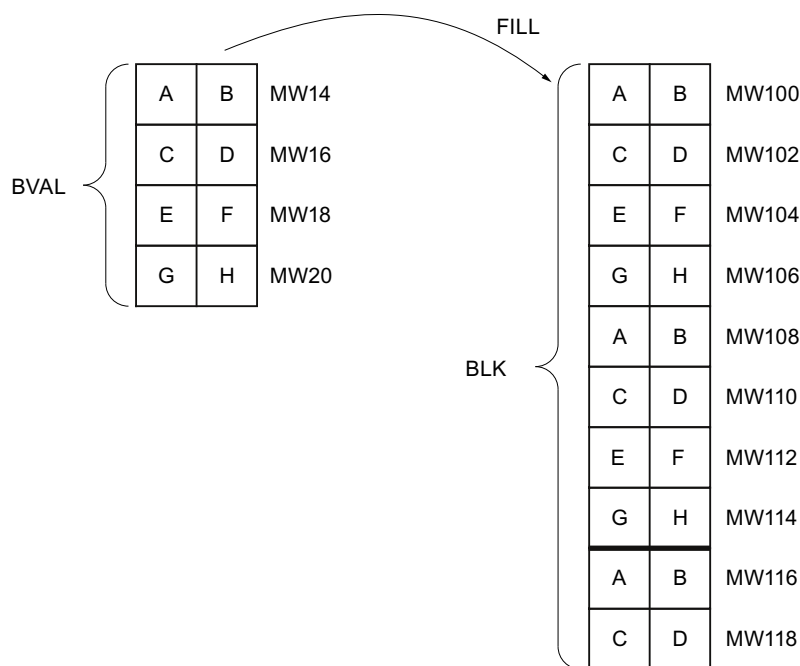 FILL
A B MW14
C D MW16
BVAL
E F MW18
G H MW20
A B MW100
C D MW102
E F MW104
G H MW106
A B MW108
BLK
C D MW110
E F MW112
G H MW114
A B MW116
C D MW118